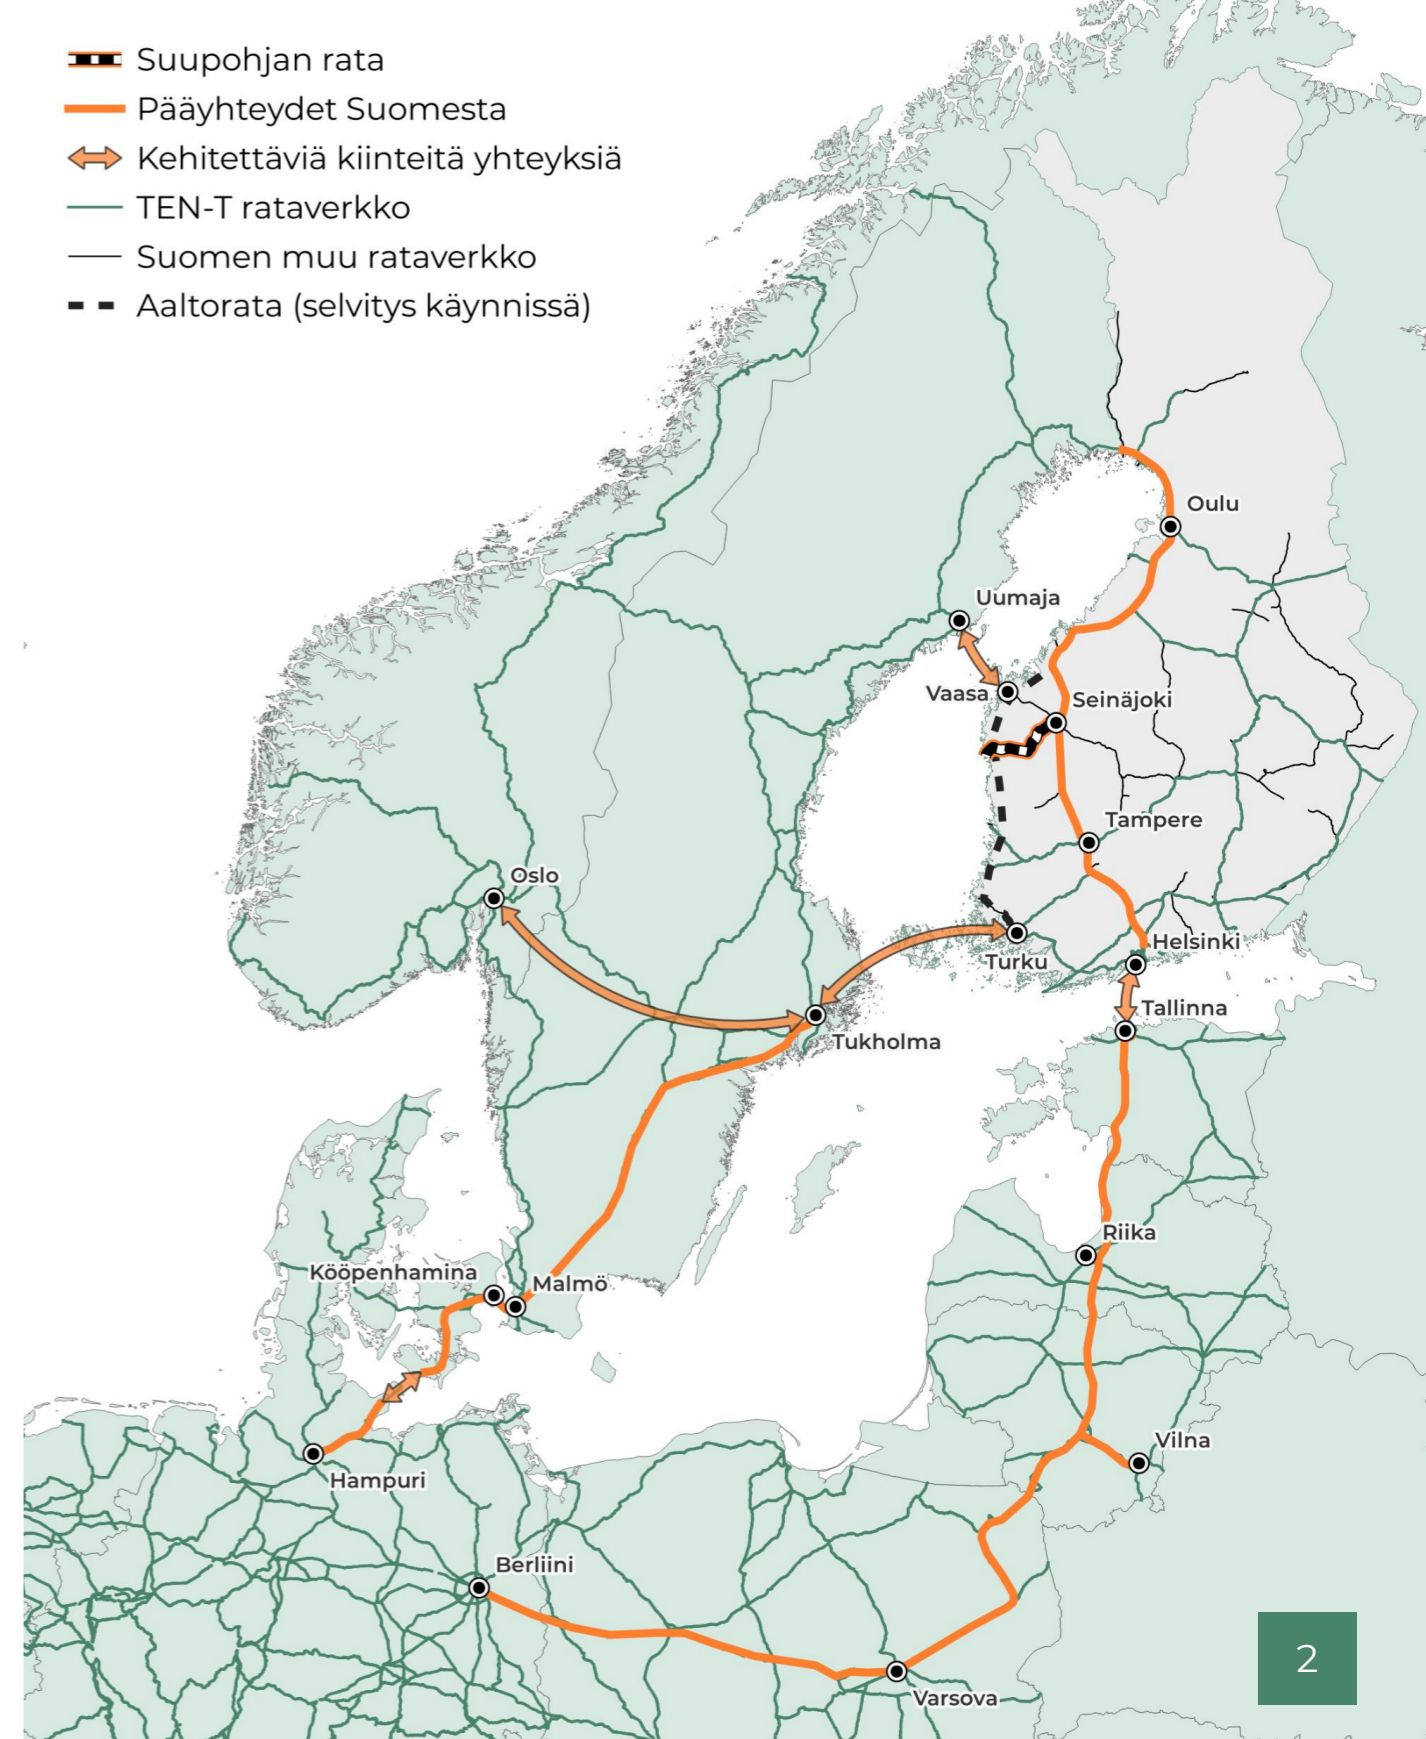 Suupohjan rata
Pääyhteydet Suomesta
Kehitettäviä kiinteitä yhteyksiä
TEN-T rataverkko
Suomen muu rataverkko
Aaltorata (selvitys käynnissä)
Oulu
Uumaja
Vaasa
Seinäjoki
Tampere
Oslo
Helsinki
Turku
Tallinna
Tukholma
Riika
Kööpenhamina
Malmö
Vilna
Hampuri
Berliini
Varsova
2